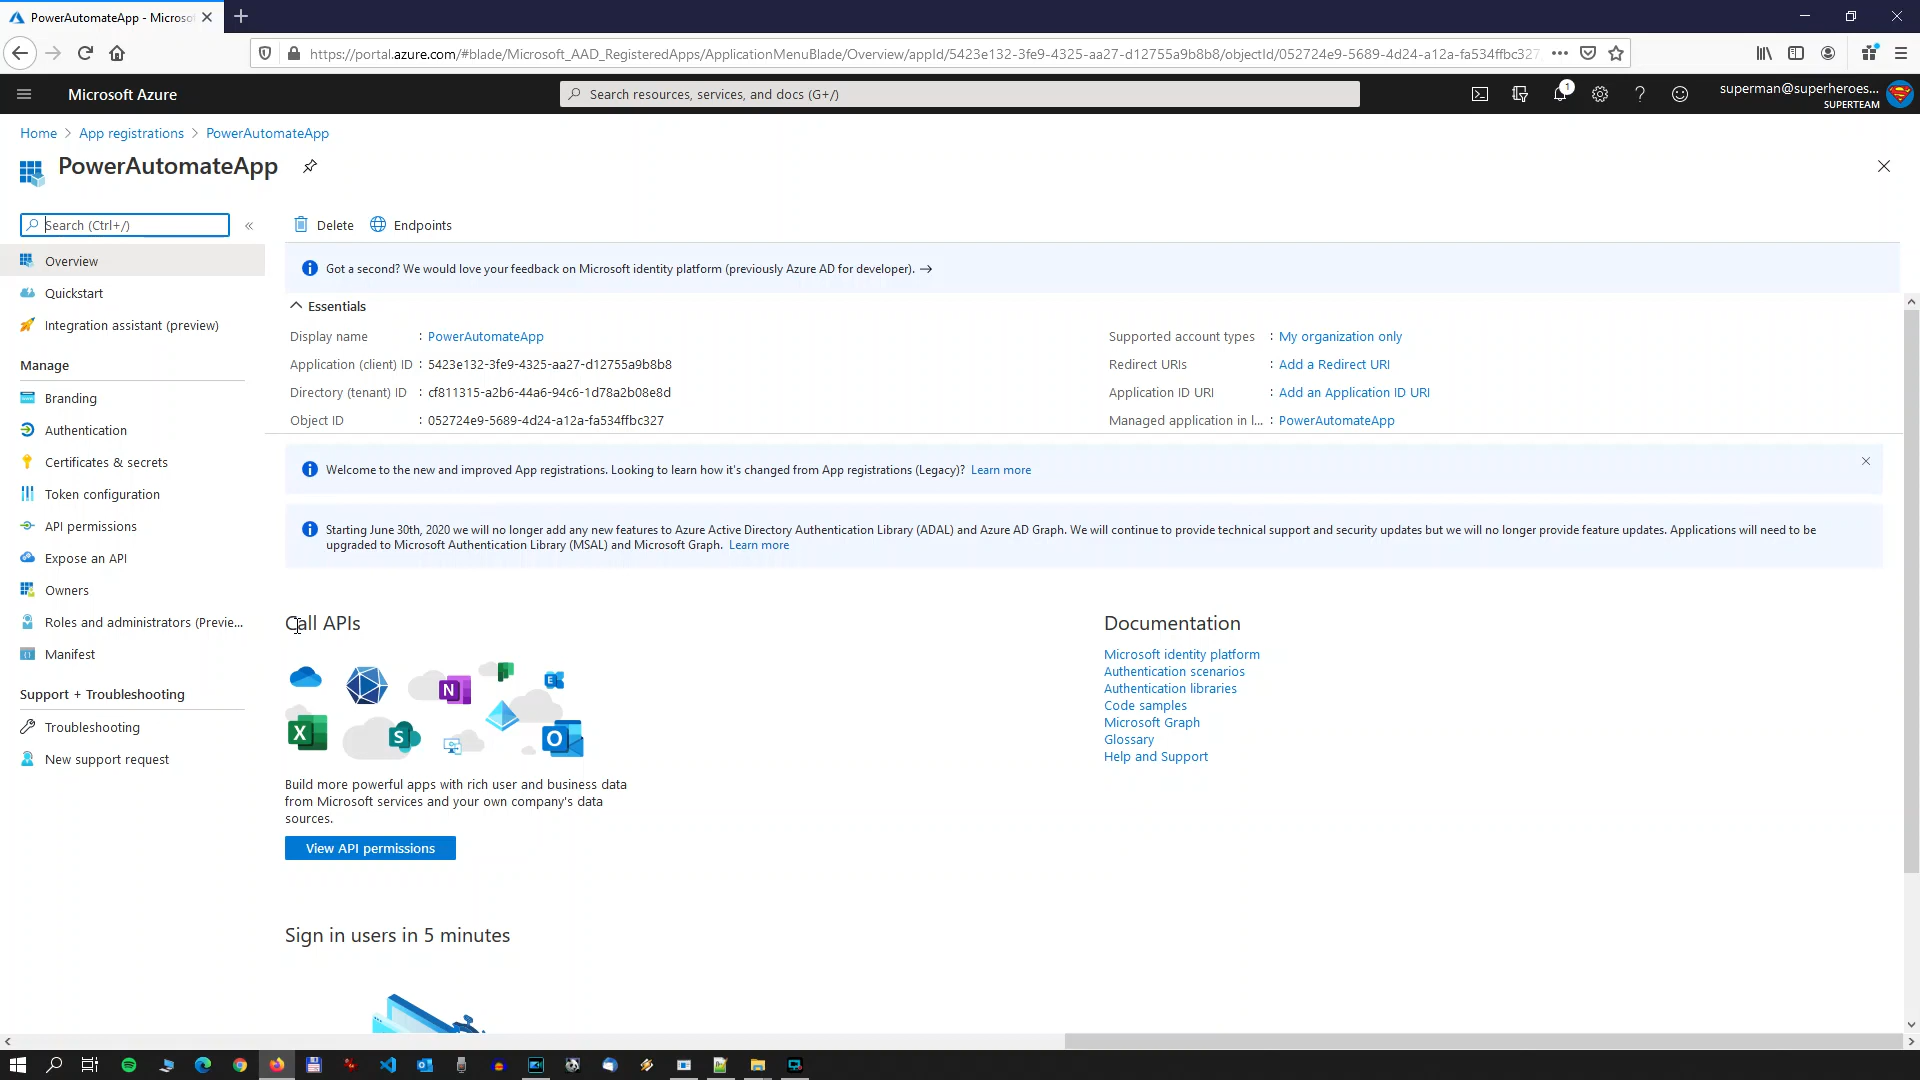 PowerAutomateApp - Microso
https://portal.azure.com/#blade/Microsoft_AAD_RegisteredApps/ApplicationMenuBlade/Overview/appId/5423e132-3fe9-4325-aa27-d12755a9b8b8/objectId/052724e9-5689-4d24-a12a-fa534ffbc327
Microsoft Azure
Search resources, services, and docs (G+/)
1
superman@superheroes...
SUPERTEAM
Home > App registrations > PowerAutomateApp
PowerAutomateApp
Search (Ctrl+/)
«
Delete
Endpoints
Overview
Quickstart
Integration assistant (preview)
Manage
Branding
Authentication
Certificates & secrets
Token configuration
API permissions
Expose an API
Owners
Roles and administrators (Previe...
Manifest
Support + Troubleshooting
Troubleshooting
New support request
Got a second? We would love your feedback on Microsoft identity platform (previously Azure AD for developer). →
Essentials
Display name : PowerAutomateApp
Application (client) ID : 5423e132-3fe9-4325-aa27-d12755a9b8b8
Directory (tenant) ID : cf811315-a2b6-44a6-94c6-1d78a2b08e8d
Object ID : 052724e9-5689-4d24-a12a-fa534ffbc327
Supported account types : My organization only
Redirect URIs : Add a Redirect URI
Application ID URI : Add an Application ID URI
Managed application in l... : PowerAutomateApp
Welcome to the new and improved App registrations. Looking to learn how it's changed from App registrations (Legacy)? Learn more
Starting June 30th, 2020 we will no longer add any new features to Azure Active Directory Authentication Library (ADAL) and Azure AD Graph. We will continue to provide technical support and security updates but we will no longer provide feature updates. Applications will need to be
upgraded to Microsoft Authentication Library (MSAL) and Microsoft Graph. Learn more
Call APIs
N
E
X
S
O
Build more powerful apps with rich user and business data
from Microsoft services and your own company's data
sources.
View API permissions
Sign in users in 5 minutes
Documentation
Microsoft identity platform
Authentication scenarios
Authentication libraries
Code samples
Microsoft Graph
Glossary
Help and Support